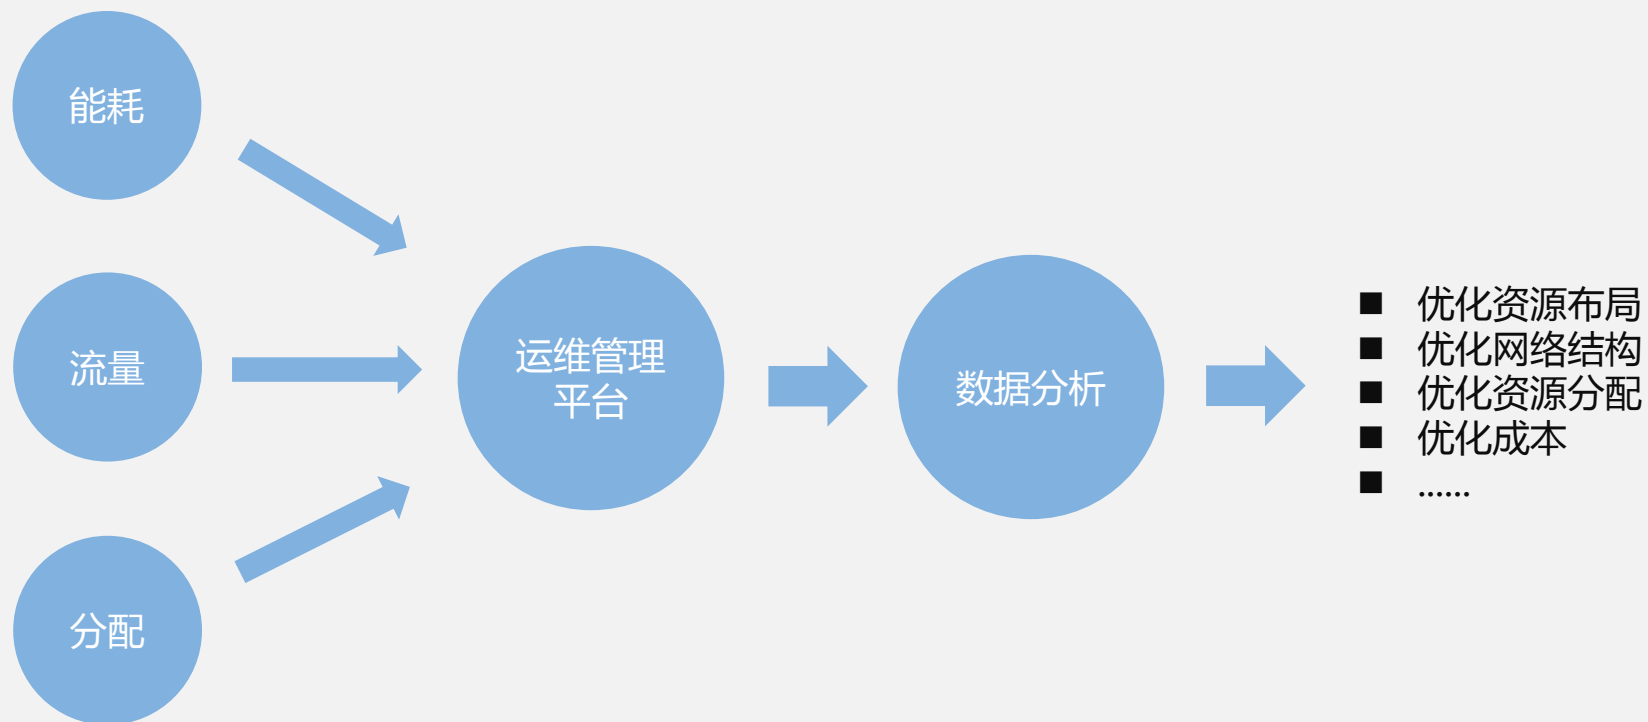 能耗
流量
分配
运维管理
平台
数据分析
■ 优化资源布局
■ 优化网络结构
■ 优化资源分配
■ 优化成本
■ ......